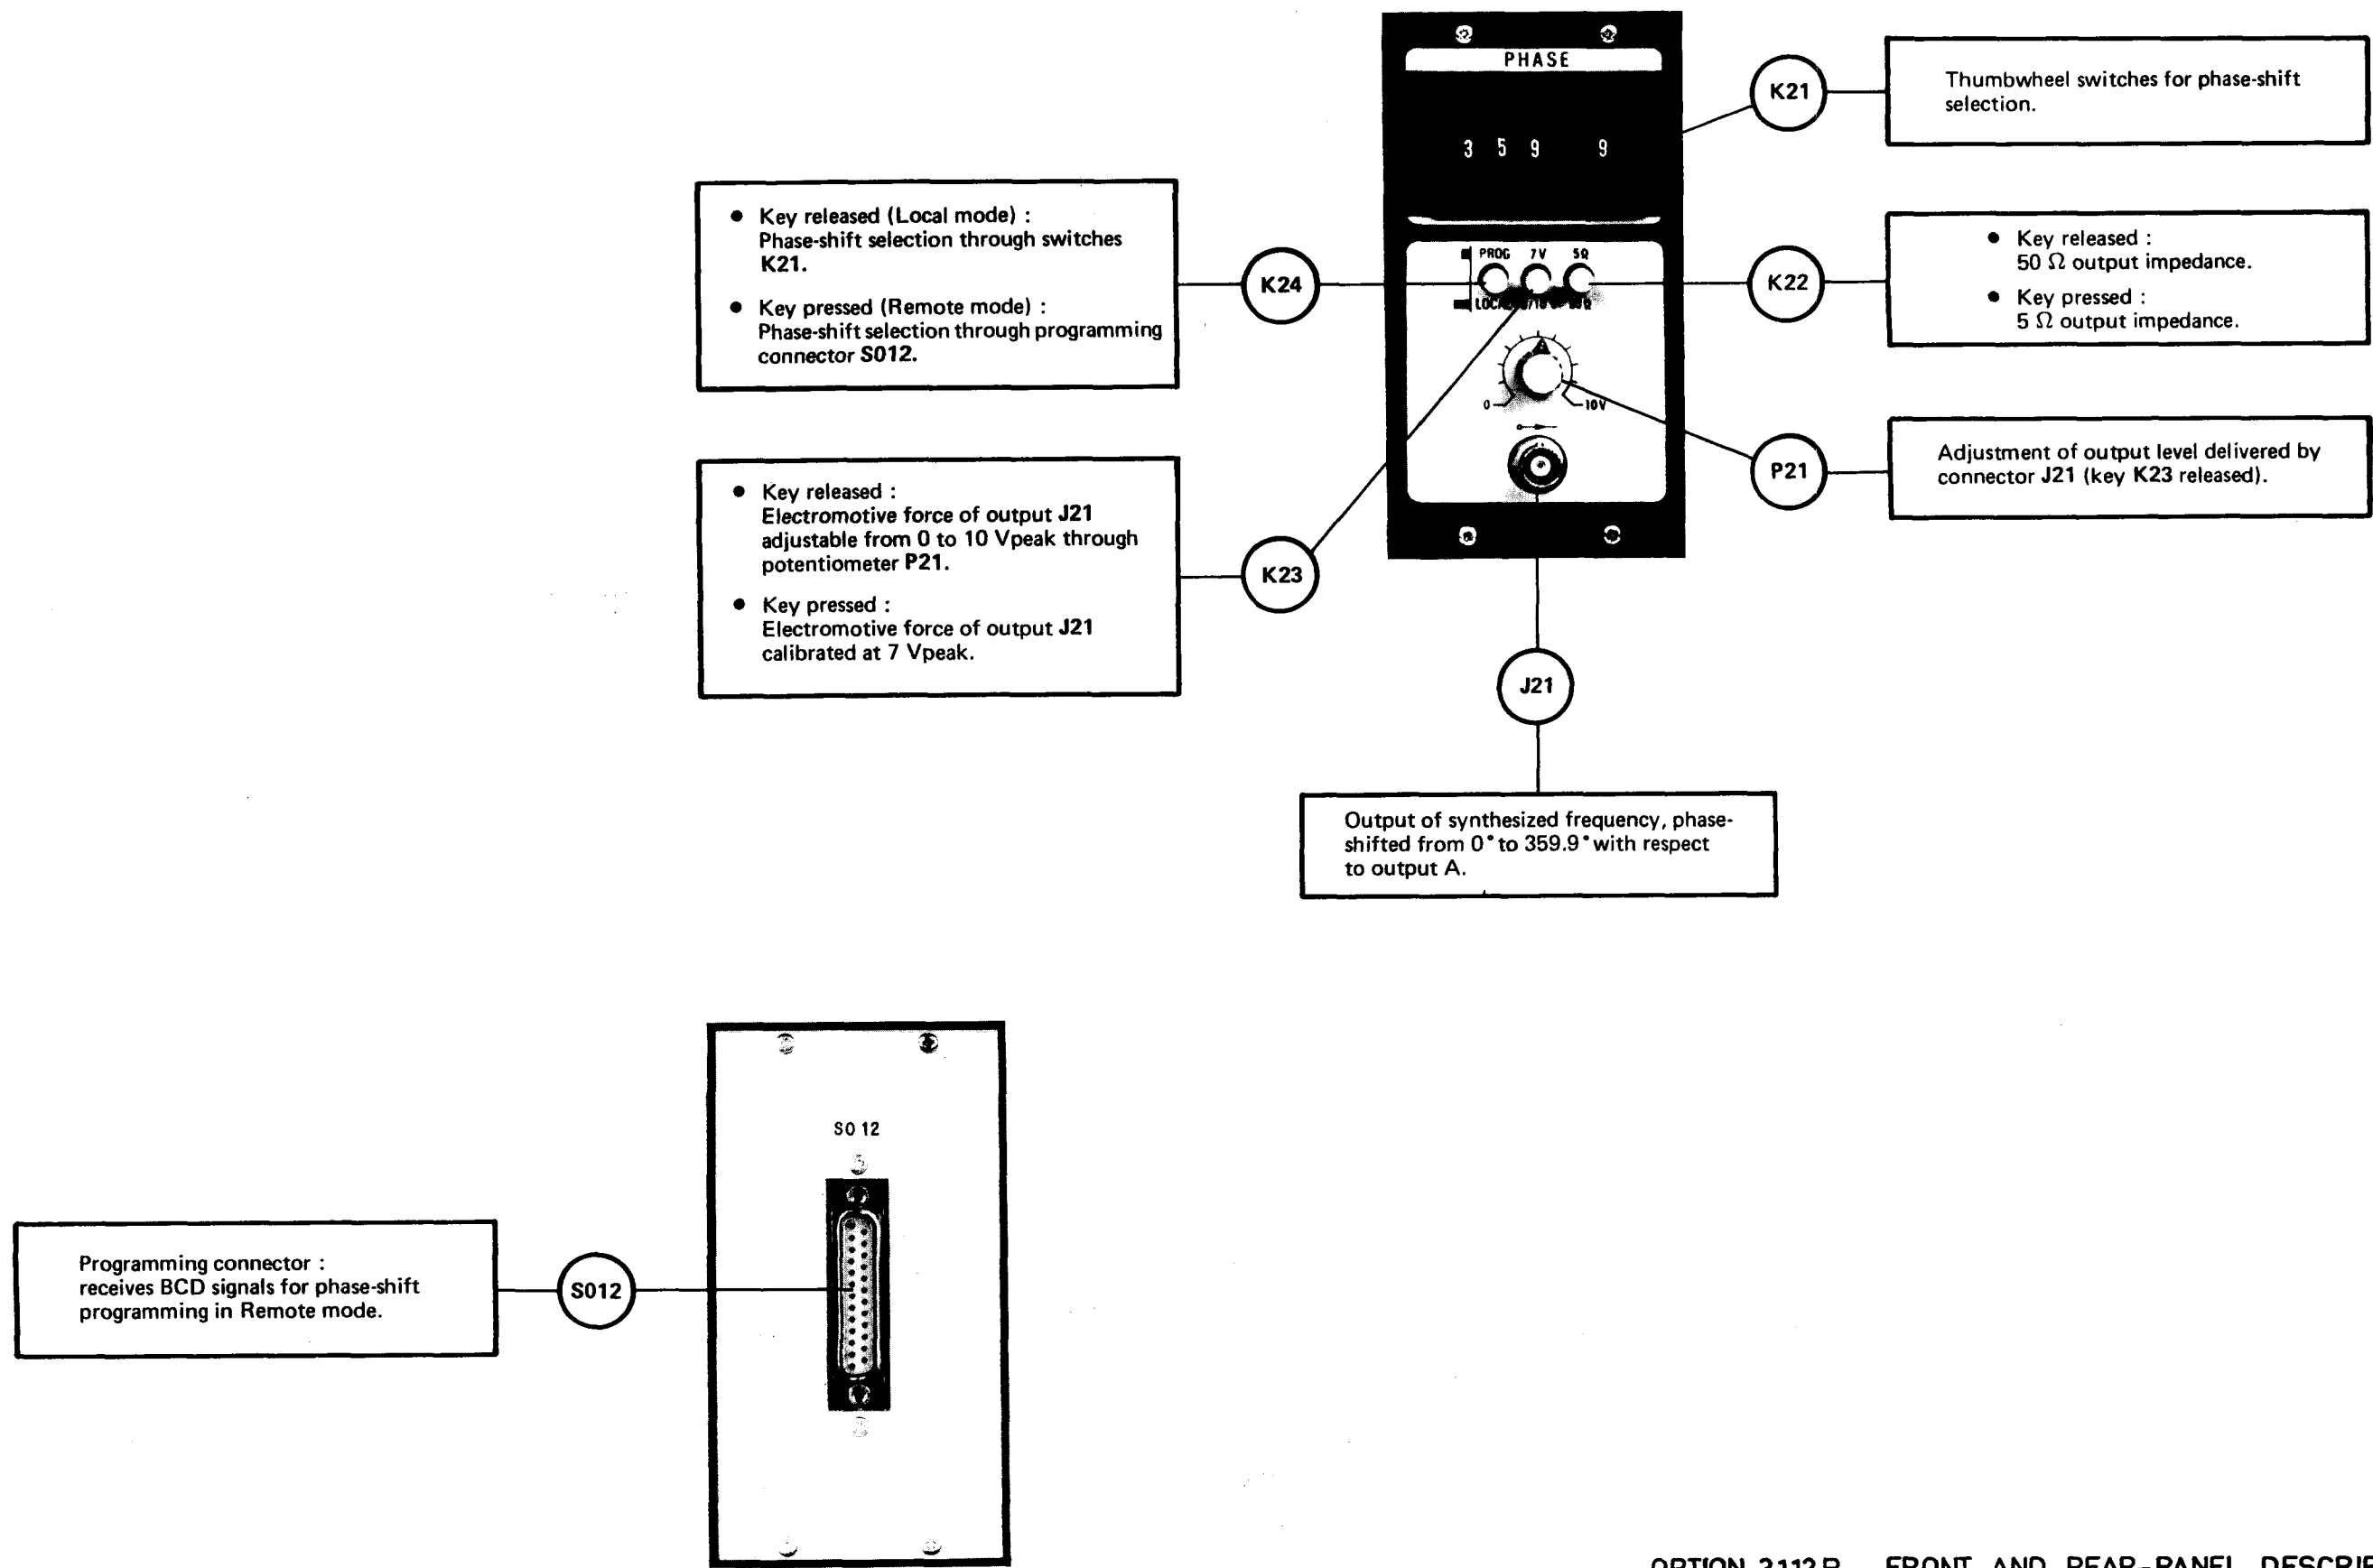 PHASE
3 5 9 9
PROG 7V 5Ω
0 10V
K21
Thumbwheel switches for phase-shift
selection.
● Key released (Local mode) :
Phase-shift selection through switches
K21.
● Key pressed (Remote mode) :
Phase-shift selection through programming
connector S012.
K24
K22
● Key released :
50 Ω output impedance.
● Key pressed :
5 Ω output impedance.
● Key released :
Electromotive force of output J21
adjustable from 0 to 10 Vpeak through
potentiometer P21.
● Key pressed :
Electromotive force of output J21
calibrated at 7 Vpeak.
K23
P21
Adjustment of output level delivered by
connector J21 (key K23 released).
J21
Output of synthesized frequency, phase-
shifted from 0° to 359.9° with respect
to output A.
SO 12
Programming connector :
receives BCD signals for phase-shift
programming in Remote mode.
S012